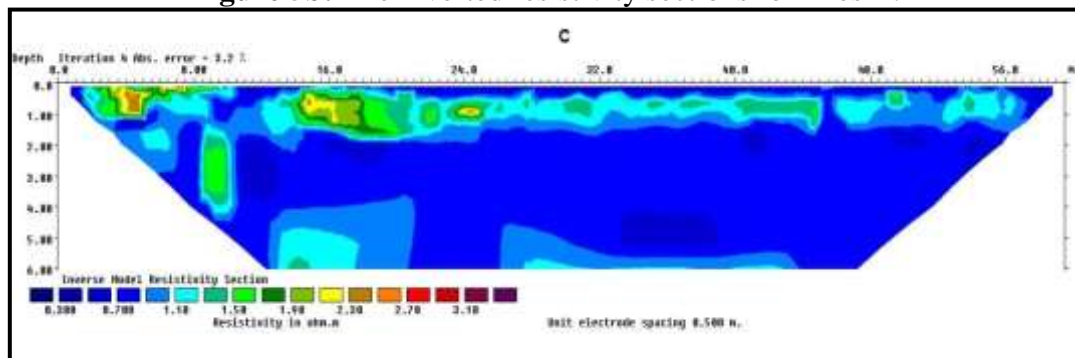 C
Depth Iteration 4 Abs. error = 3.2 %
0.0 8.00 16.0 24.0 32.0 40.0 48.0 56.0 m.
0.0
1.00
2.00
3.00
4.00
5.00
6.00
Inverse Model Resistivity Section
0.300 0.700 1.10 1.50 1.90 2.30 2.70 3.10
Resistivity in ohm.m
Unit electrode spacing 0.500 m.